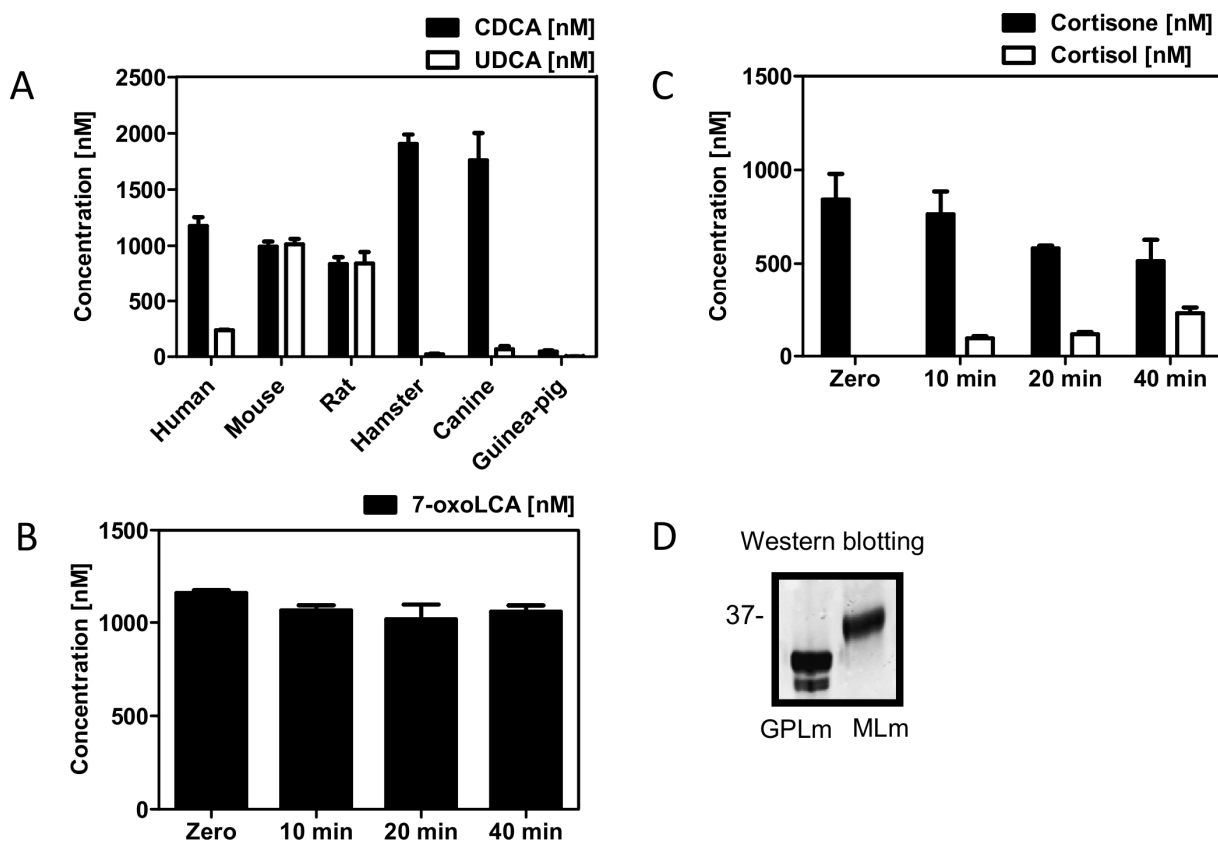 A
CDCA [nM]
UDCA [nM]
Concentration [nM]
2500
2000
1500
1000
500
0
Human
Mouse
Rat
Hamster
Canine
Guinea-pig
C
Cortisone [nM]
Cortisol [nM]
Concentration [nM]
1500
1000
500
0
Zero
10 min
20 min
40 min
B
7-oxoLCA [nM]
Concentration [nM]
1500
1000
500
0
Zero
10 min
20 min
40 min
D
Western blotting
37-
GPLm
MLm